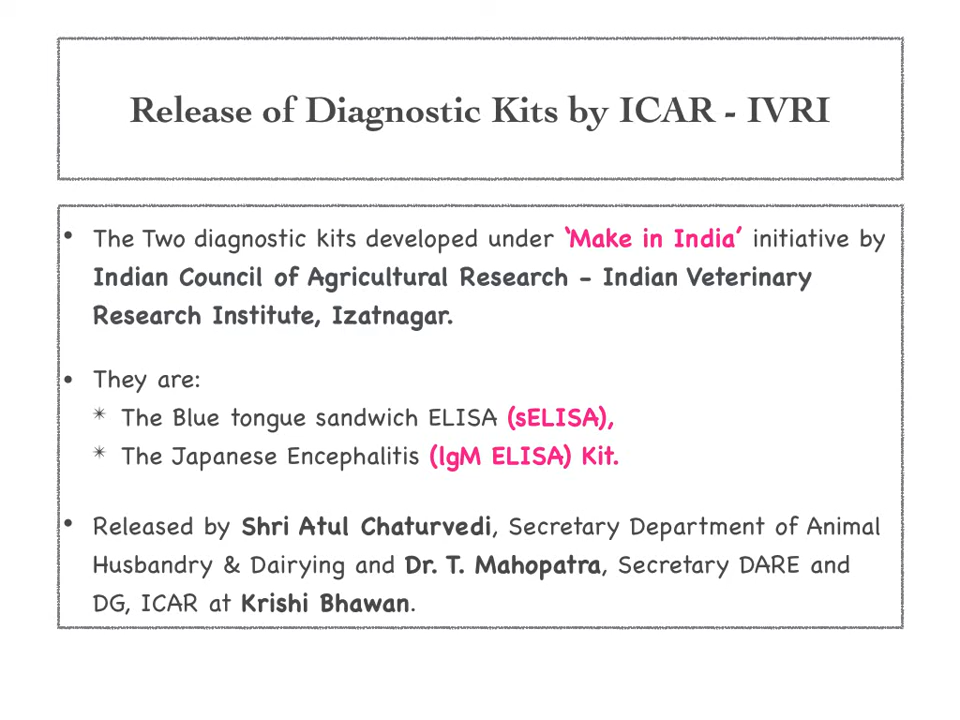 Release of Diagnostic Kits by ICAR - IVRI
• The Two diagnostic kits developed under ‘Make in India’ initiative by
Indian Council of Agricultural Research - Indian Veterinary
Research Institute, Izatnagar.
• They are:
* The Blue tongue sandwich ELISA (sELISA),
* The Japanese Encephalitis (lgM ELISA) Kit.
• Released by Shri Atul Chaturvedi, Secretary Department of Animal
Husbandry & Dairying and Dr. T. Mahopatra, Secretary DARE and
DG, ICAR at Krishi Bhawan.